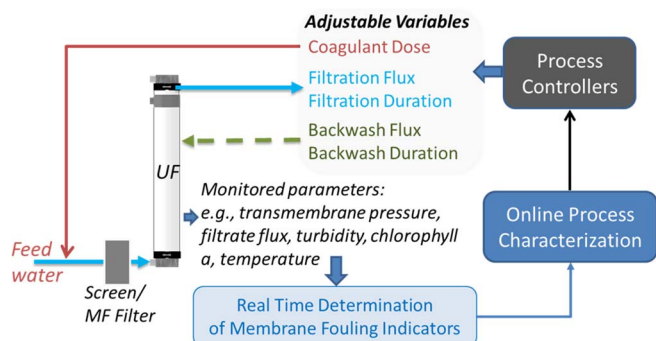 Adjustable Variables
Coagulant Dose
Filtration Flux
Filtration Duration
Backwash Flux
Backwash Duration
Process
Controllers
UF
Monitored parameters:
e.g., transmembrane pressure,
filtrate flux, turbidity, chlorophyll
a, temperature
Online Process
Characterization
Feed
water
Screen/
MF Filter
Real Time Determination
of Membrane Fouling Indicators